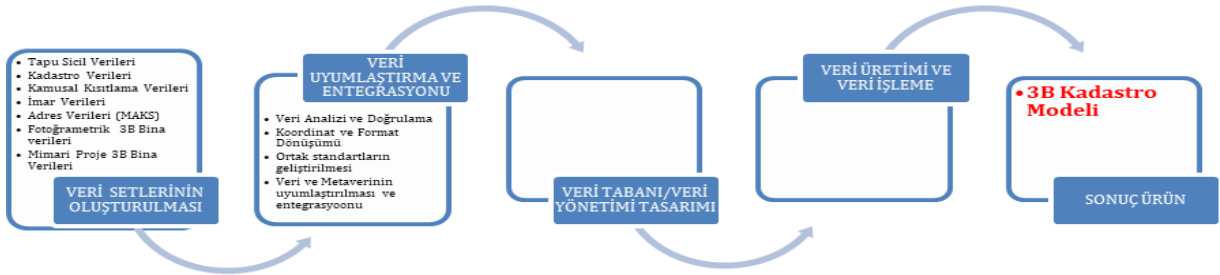 • Tapu Sicil Verileri
• Kadastro Verileri
• Kamusal Kısıtlama Verileri
• İmar Verileri
• Adres Verileri (MAKS)
• Fotoğrametrik 3B Bina
verileri
• Mimari Proje 3B Bina
Verileri
VERİ SETLERİNİN
OLUŞTURULMASI
VERİ
UYUMLAŞTIRMA VE
ENTEGRASYONU
• Veri Analizi ve Doğrulama
• Koordinat ve Format
Dönüşümü
• Ortak standartların
geliştirilmesi
• Veri ve Metaverinin
uyumlaştırılması ve
entegrasyoonu
VERİ TABANI/VERİ
YÖNETİMİ TASARIMI
VERİ ÜRETİMİ VE
VERİ İŞLEME
• 3B Kadastro
Modeli
SONUÇ ÜRÜN